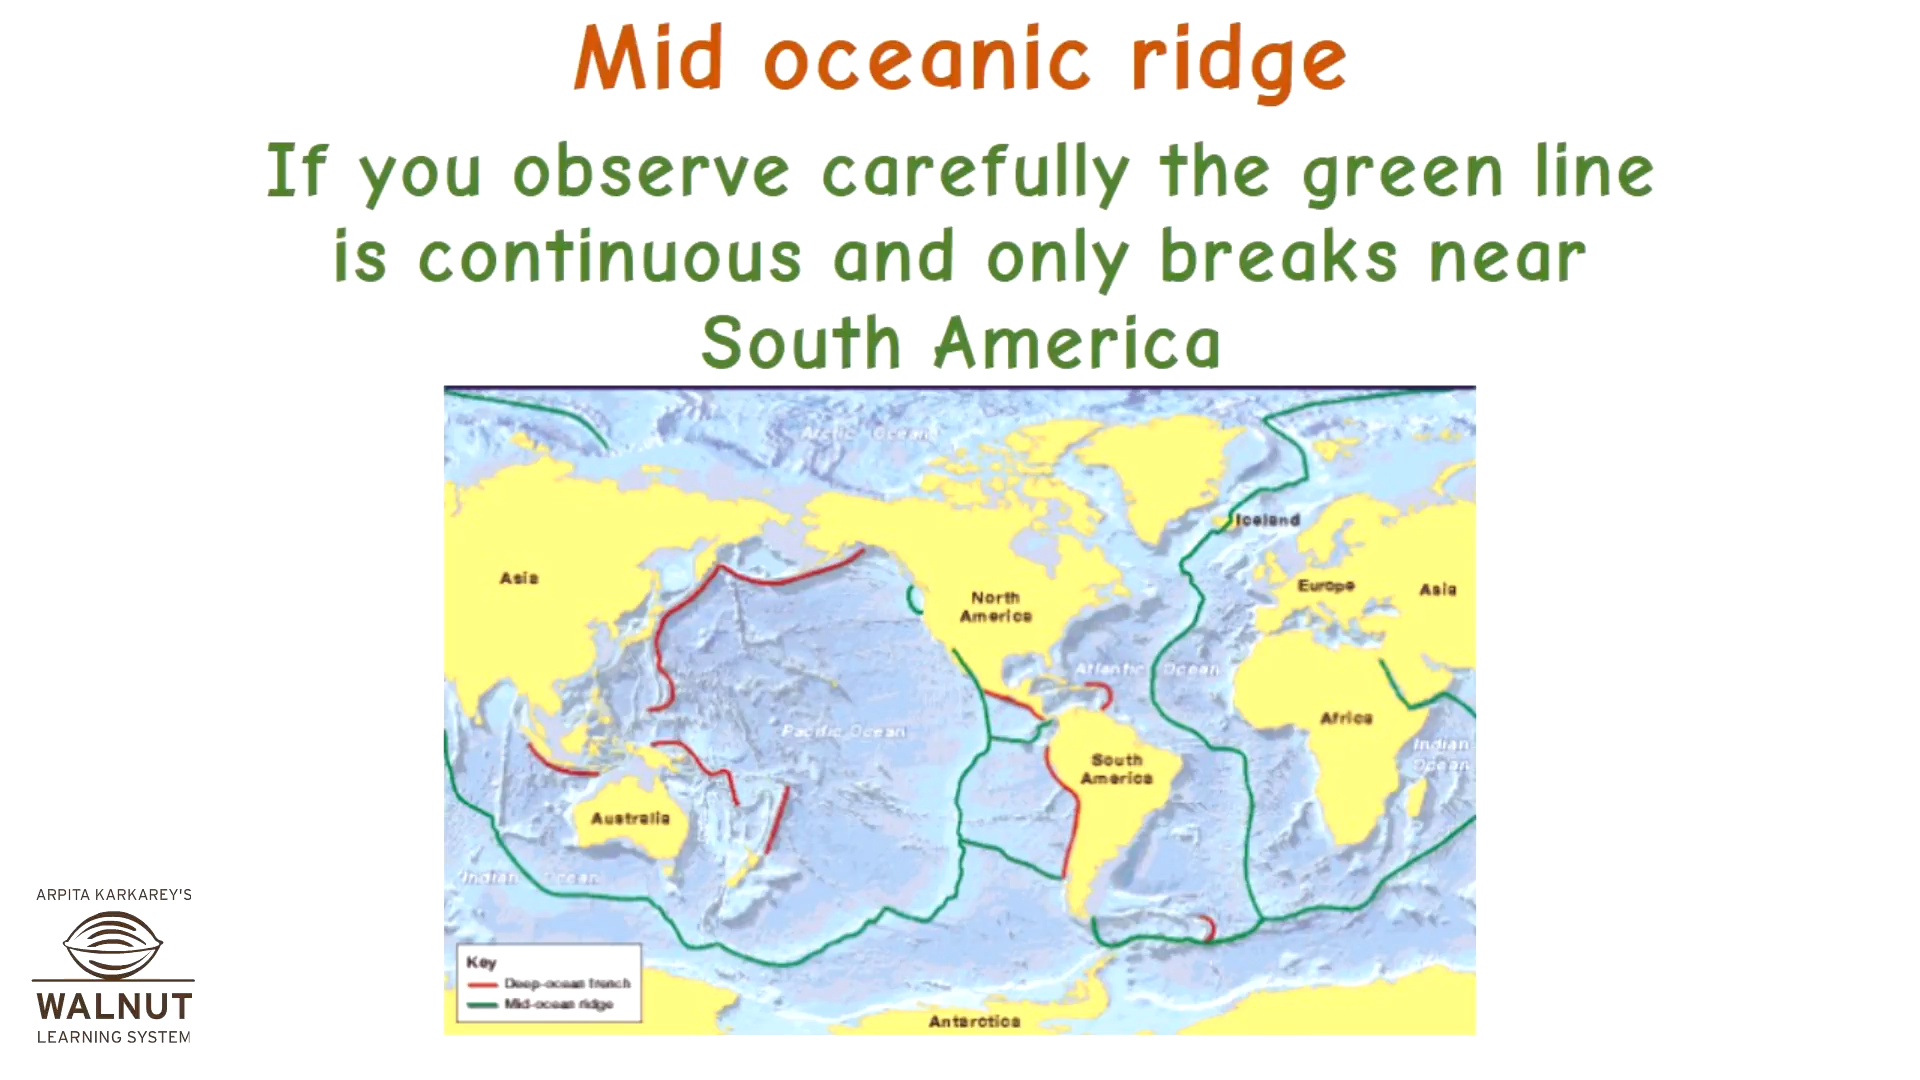 Mid oceanic ridge
If you observe carefully the green line
is continuous and only breaks near
South America
Arctic Ocean
Iceland
Asia
Europe
Asia
North
America
Atlantic Ocean
Africa
Pacific Ocean
Indian
Ocean
South
America
Australia
Indian Ocean
Key
Deep-ocean trench
Mid-ocean ridge
Antarctica
ARPITA KARKAREY'S
WALNUT
LEARNING SYSTEM